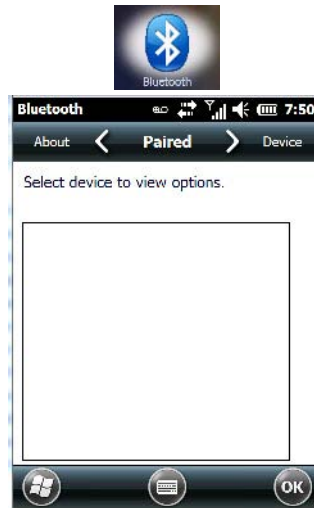 Bluetooth
Bluetooth 7:50
About Paired Device
Select device to view options.
OK